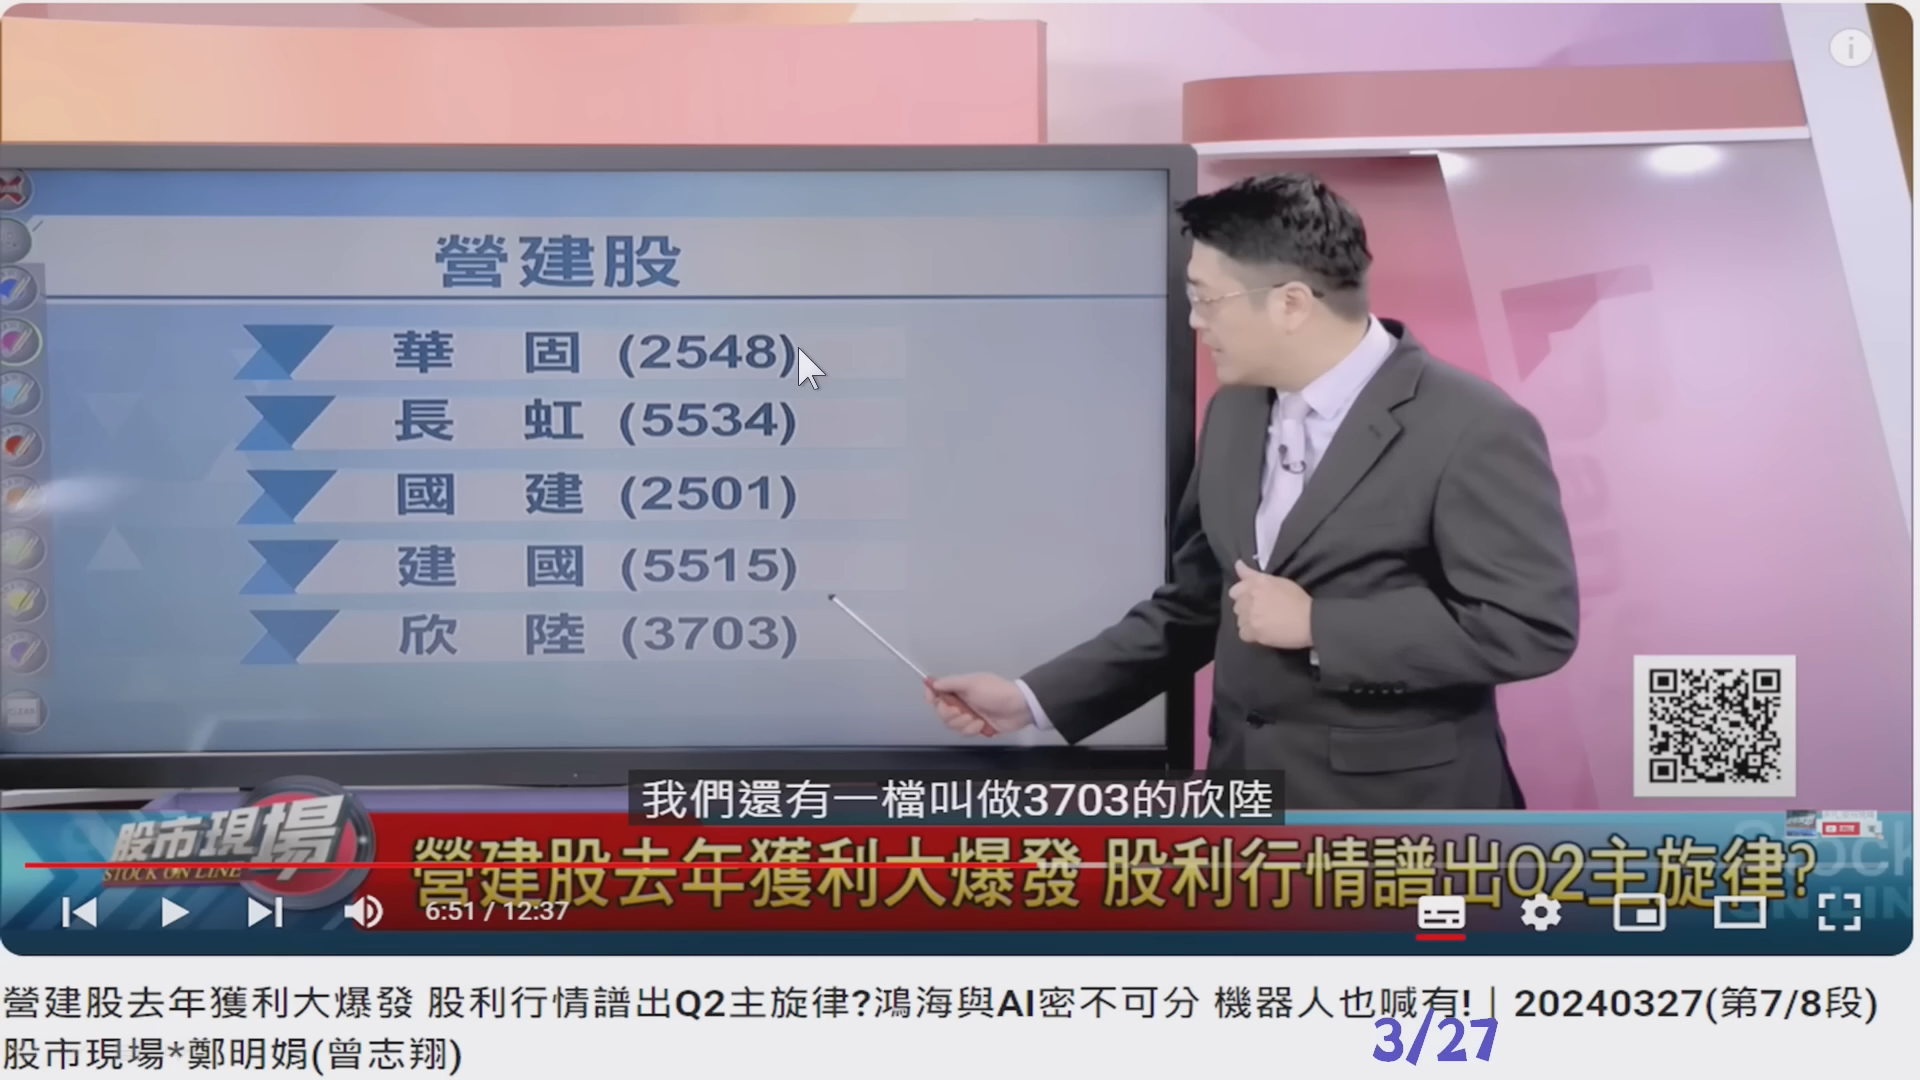 營建股
華固(2548)
長虹(5534)
國建(2501)
建國(5515)
欣陸(3703)
我們還有一檔叫做3703的欣陸
股市現場
STOCK ON LINE
營建股去年獲利大爆發 股利行情譜出Q2主旋律?
6:51 / 12:37
營建股去年獲利大爆發 股利行情譜出Q2主旋律?鴻海與AI密不可分 機器人也喊有!｜20240327(第7/8段)
股市現場*鄭明娟(曾志翔)
3/27